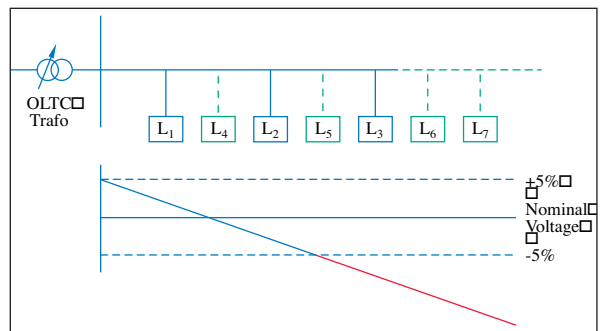 OLTC□
Trafo
L₁
L₄
L₂
L₅
L₃
L₆
L₇
+5%□
□
Nominal□
Voltage□
□
-5%